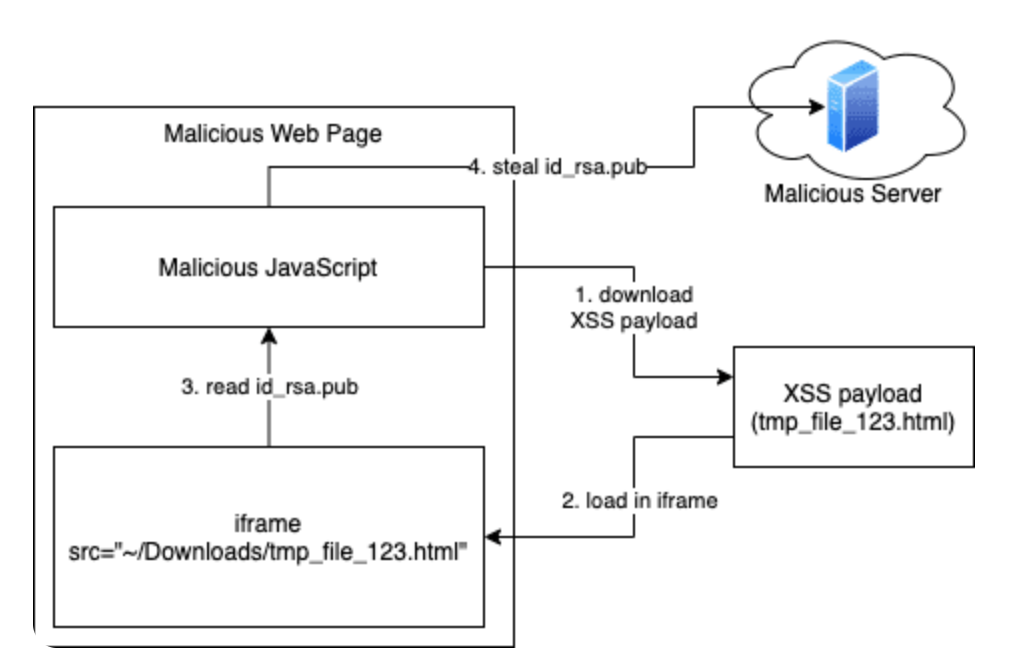 Malicious Web Page
4. steal id_rsa.pub
Malicious Server
Malicious JavaScript
1. download
XSS payload
3. read id_rsa.pub
XSS payload
(tmp_file_123.html)
2. load in iframe
iframe
src="~/Downloads/tmp_file_123.html"